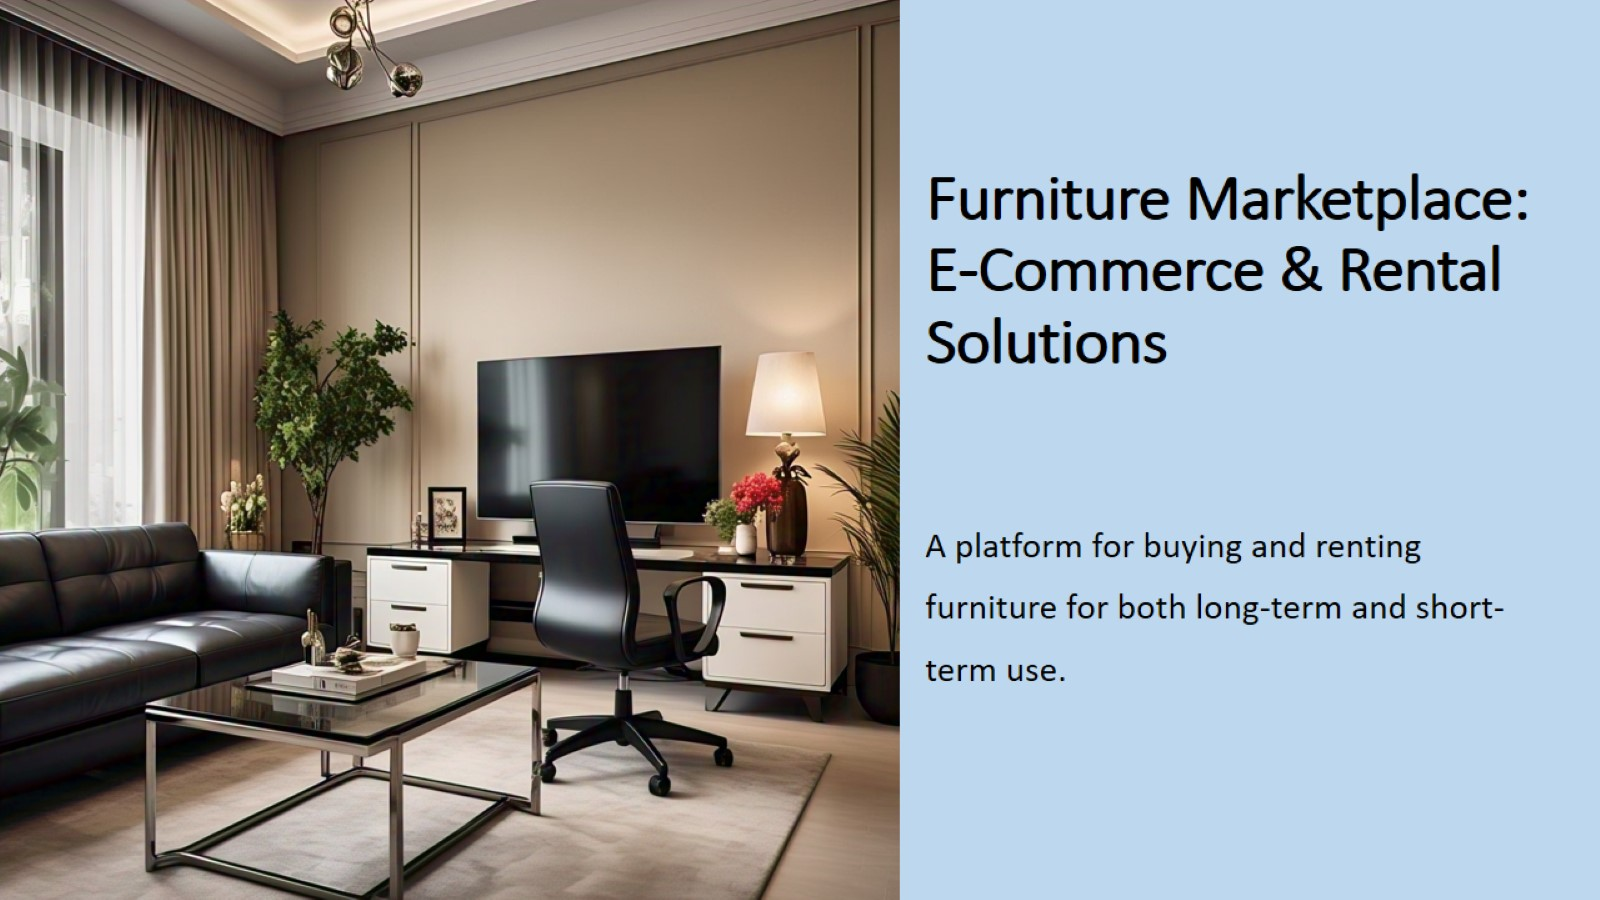 Furniture Marketplace:
E-Commerce & Rental
Solutions
A platform for buying and renting
furniture for both long-term and short-
term use.